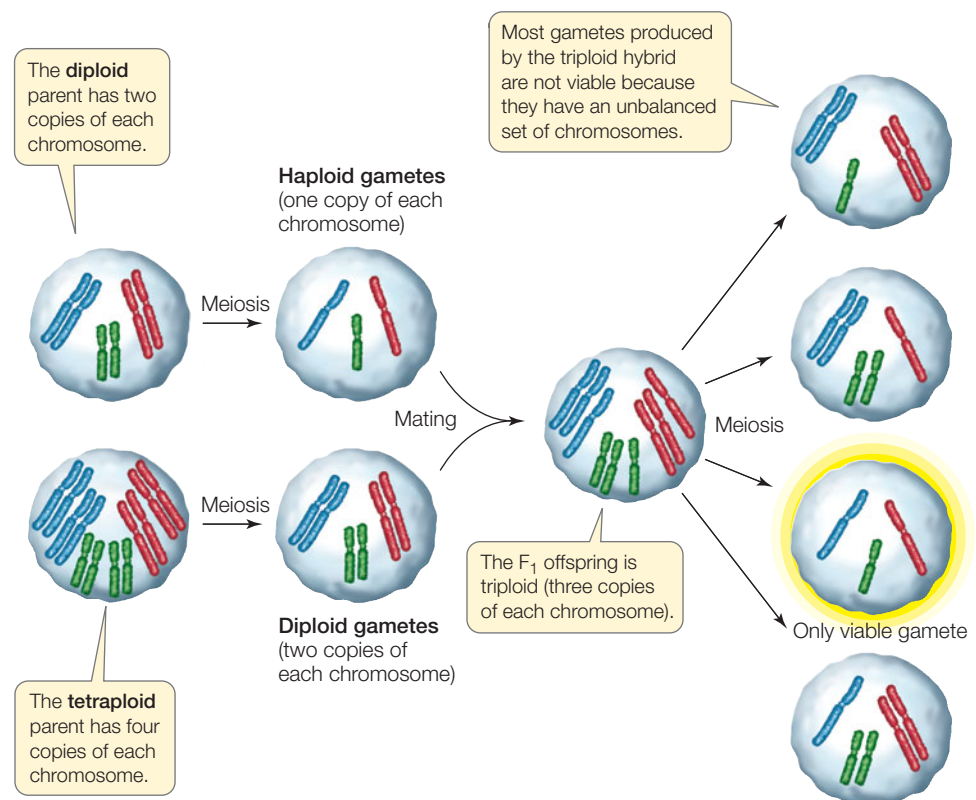 The diploid
parent has two
copies of each
chromosome.
Most gametes produced
by the triploid hybrid
are not viable because
they have an unbalanced
set of chromosomes.
Haploid gametes
(one copy of each
chromosome)
Meiosis
Mating
Meiosis
Meiosis
Diploid gametes
(two copies of
each chromosome)
The F₁ offspring is
triploid (three copies
of each chromosome).
Only viable gamete
The tetraploid
parent has four
copies of each
chromosome.